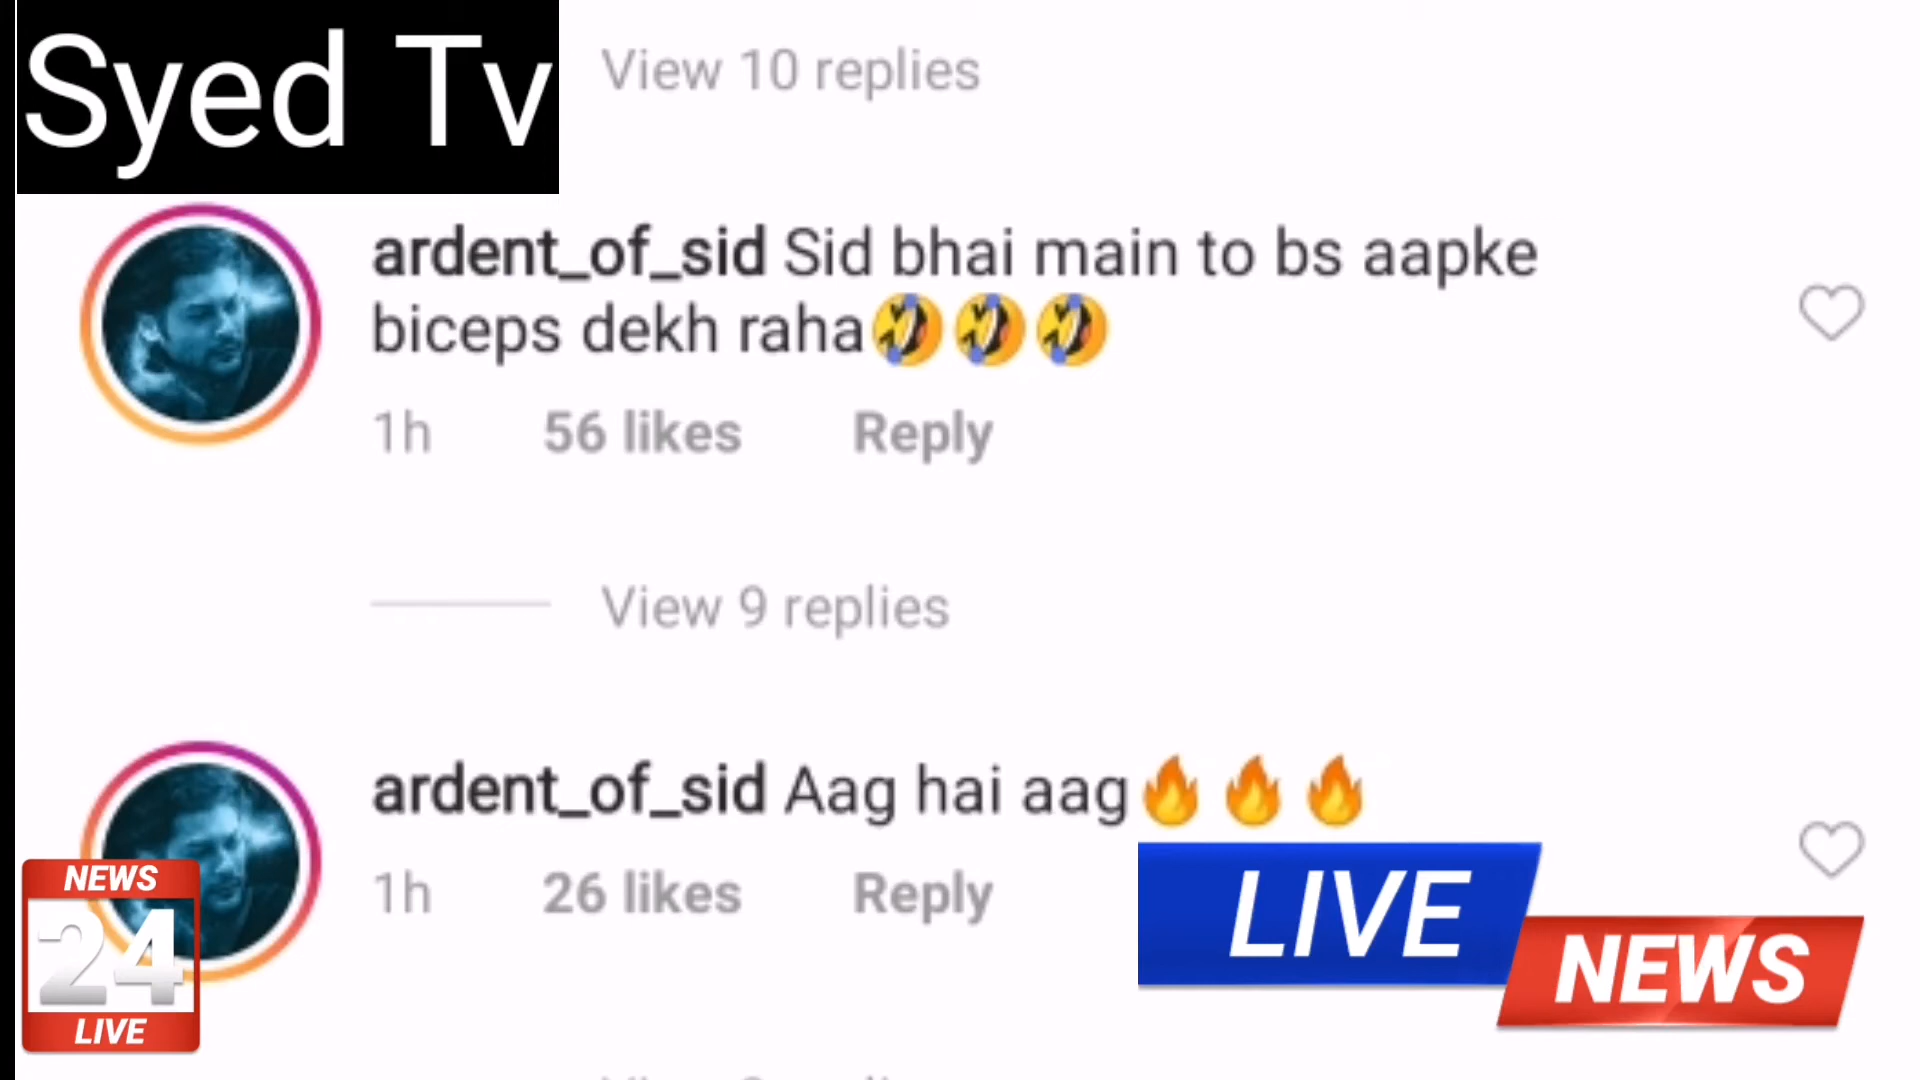 Syed Tv
View 10 replies
ardent_of_sid Sid bhai main to bs aapke
biceps dekh raha🤣🤣🤣
1h 56 likes Reply
View 9 replies
ardent_of_sid Aag hai aag🔥🔥🔥
1h 26 likes Reply
NEWS
24
LIVE
LIVE
NEWS